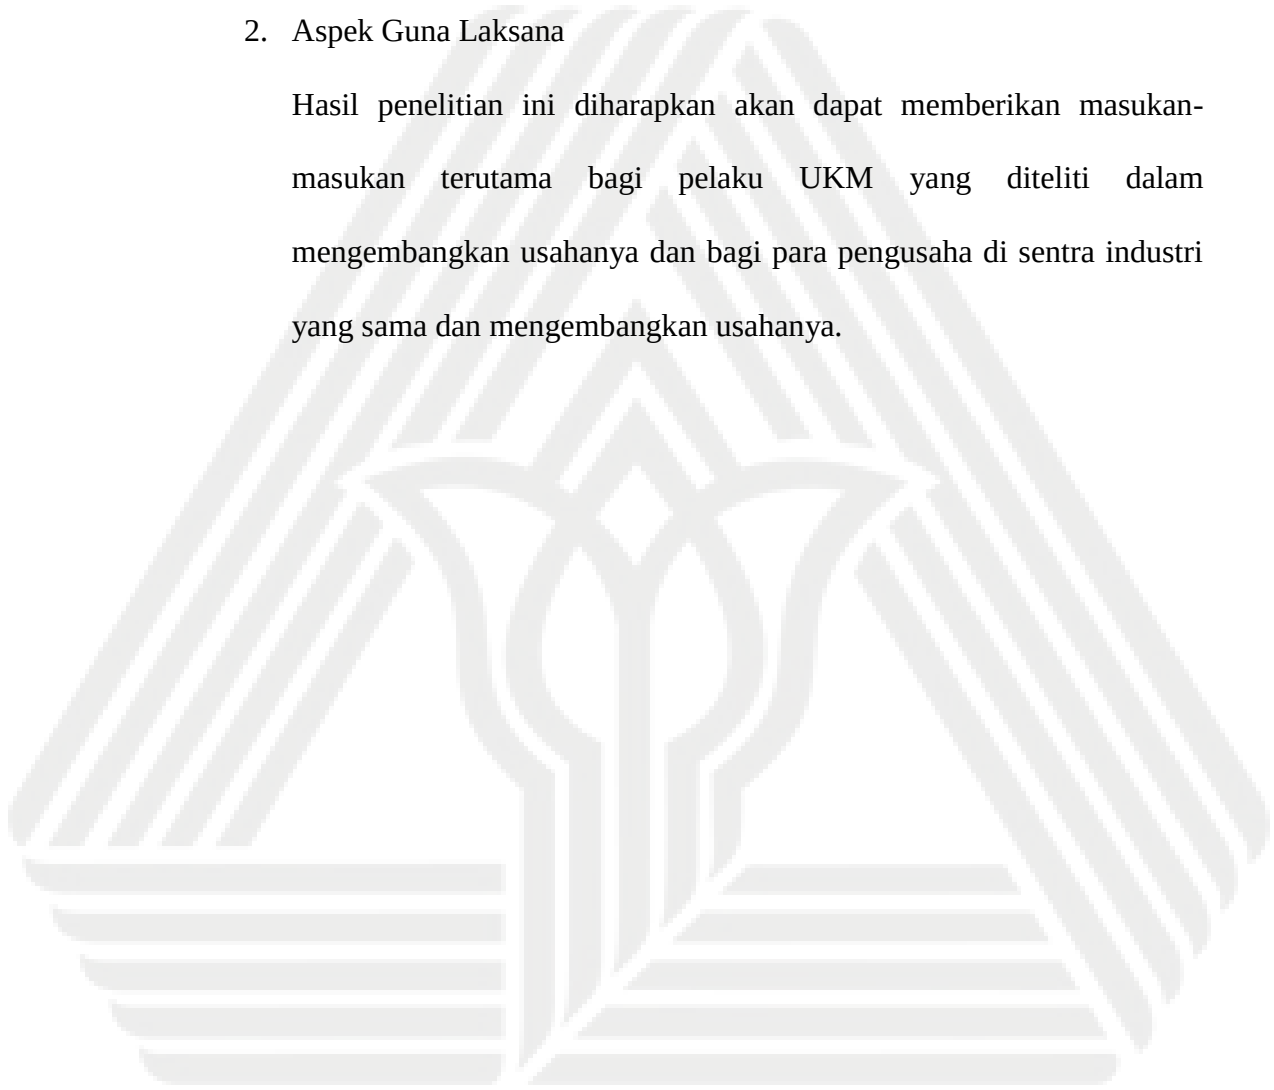 2. Aspek Guna Laksana
Hasil penelitian ini diharapkan akan dapat memberikan masukan-
masukan terutama bagi pelaku UKM yang diteliti dalam
mengembangkan usahanya dan bagi para pengusaha di sentra industri
yang sama dan mengembangkan usahanya.